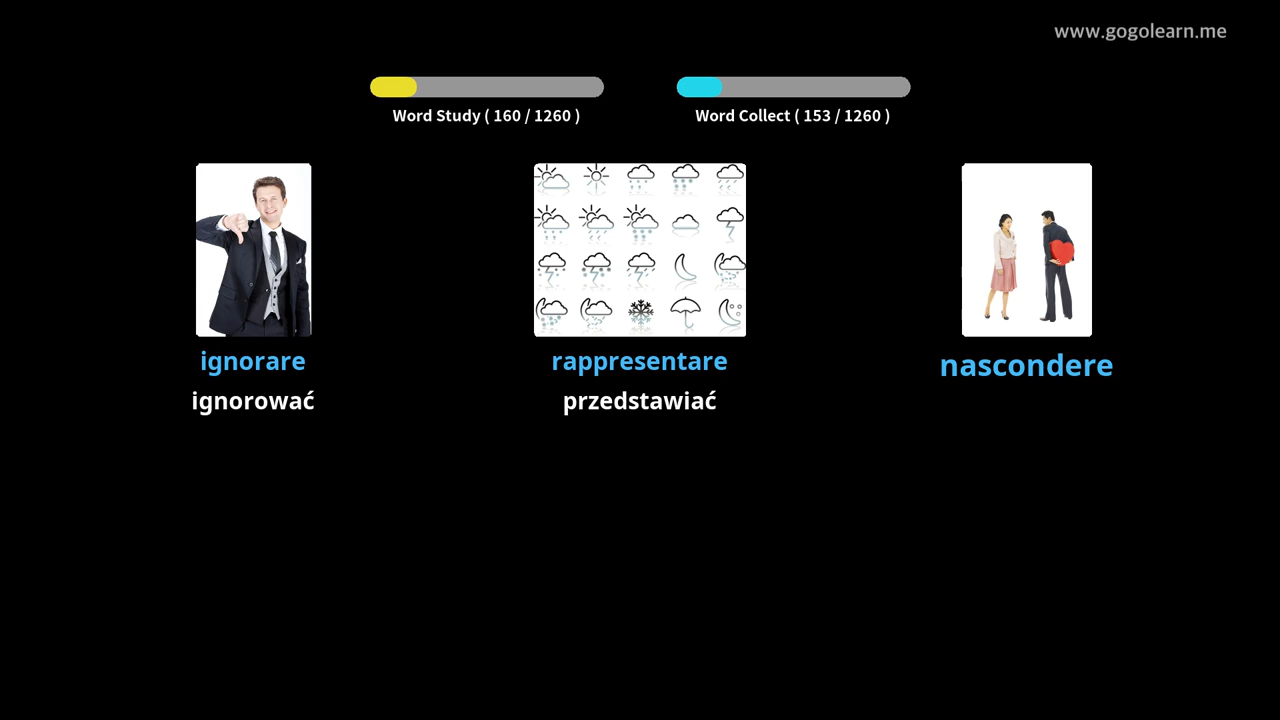 www.gogolearn.me
Word Study ( 160 / 1260 )
Word Collect ( 153 / 1260 )
ignorare
ignorować
rappresentare
przedstawiać
nascondere